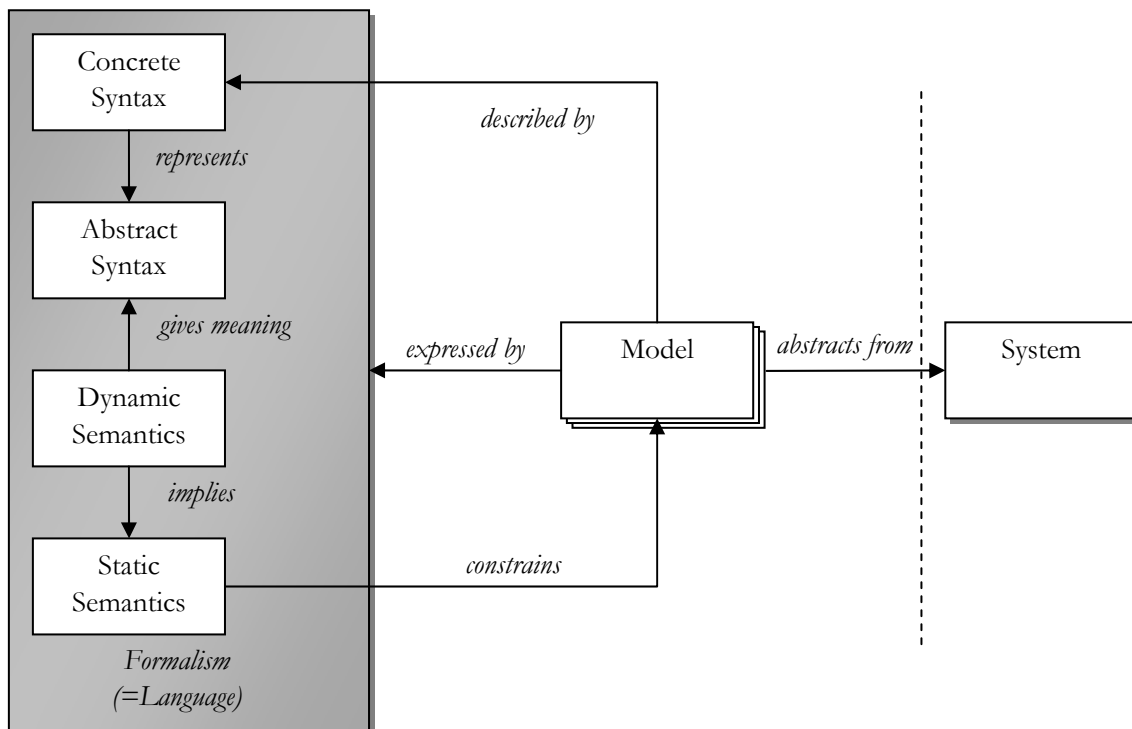 Concrete
Syntax
described by
represents
Abstract
Syntax
gives meaning
expressed by
Model
abstracts from
System
Dynamic
Semantics
implies
Static
Semantics
constrains
Formalism
(=Language)